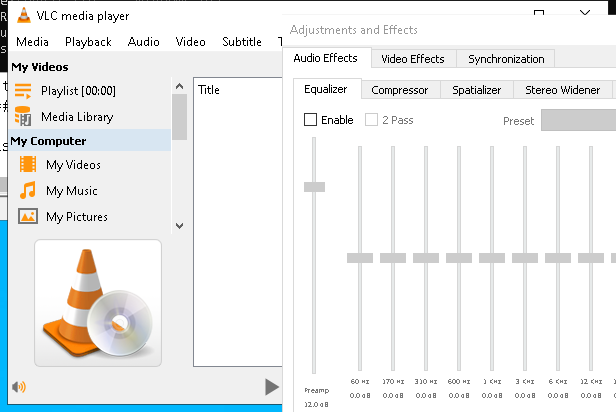 VLC media player
Media Playback Audio Video Subtitle
My Videos
Playlist [00:00]
Media Library
My Computer
My Videos
My Music
My Pictures
Title
Adjustments and Effects
Audio Effects Video Effects Synchronization
Equalizer Compressor Spatializer Stereo Widener
Enable 2 Pass Preset
60 Hz 170 Hz 310 Hz 600 Hz 1 KHz 3 KHz 6 KHz 12 KHz
Preamp 0.0 dB 0.0 dB 0.0 dB 0.0 dB 0.0 dB 0.0 dB 0.0 dB 0.0 dB
12.0 dB